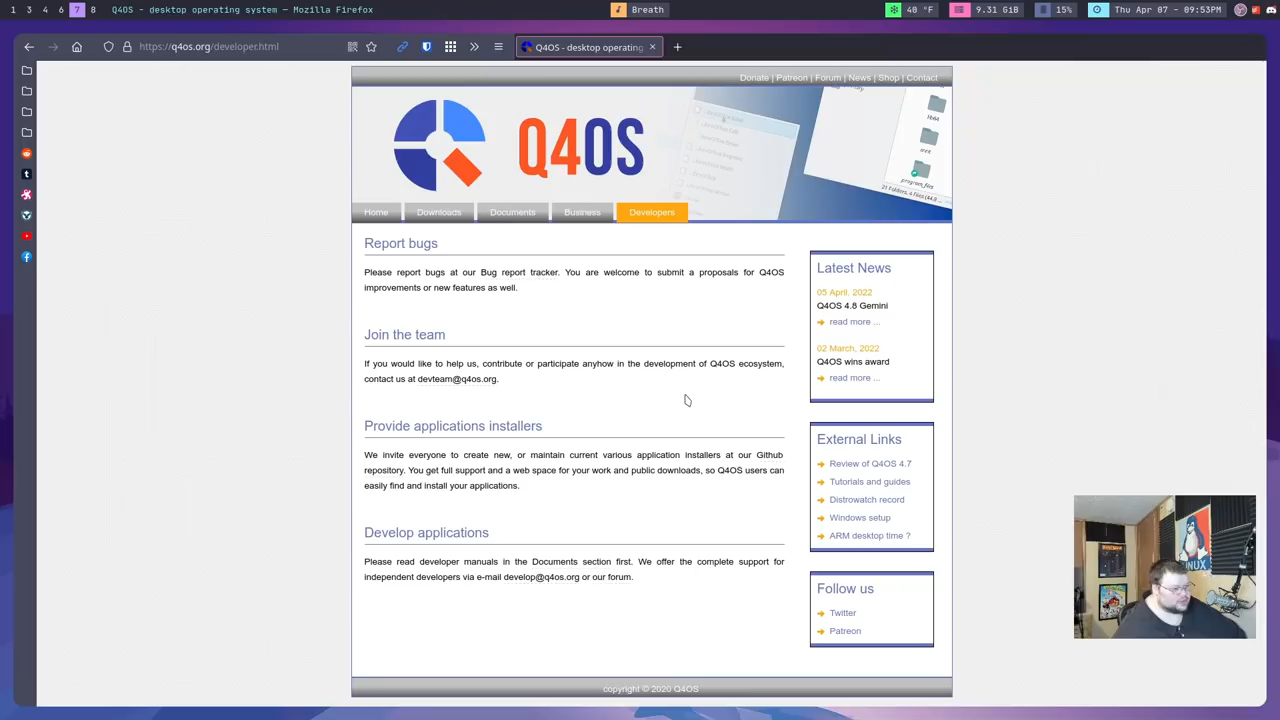 1 3 4 6 7 8 Q4OS - desktop operating system — Mozilla Firefox
Breath
40 °F
9.31 GiB
15%
Thu Apr 07 - 09:53PM
https://q4os.org/developer.html
Q4OS - desktop operating
Donate | Patreon | Forum | News | Shop | Contact
Q4OS
Home Downloads Documents Business Developers
Report bugs
Please report bugs at our Bug report tracker. You are welcome to submit a proposals for Q4OS
improvements or new features as well.
Join the team
If you would like to help us, contribute or participate anyhow in the development of Q4OS ecosystem,
contact us at devteam@q4os.org.
Provide applications installers
We invite everyone to create new, or maintain current various application installers at our Github
repository. You get full support and a web space for your work and public downloads, so Q4OS users can
easily find and install your applications.
Develop applications
Please read developer manuals in the Documents section first. We offer the complete support for
independent developers via e-mail develop@q4os.org or our forum.
Latest News
05 April, 2022
Q4OS 4.8 Gemini
read more ...
02 March, 2022
Q4OS wins award
read more ...
External Links
Review of Q4OS 4.7
Tutorials and guides
Distrowatch record
Windows setup
ARM desktop time ?
Follow us
Twitter
Patreon
copyright © 2020 Q4OS